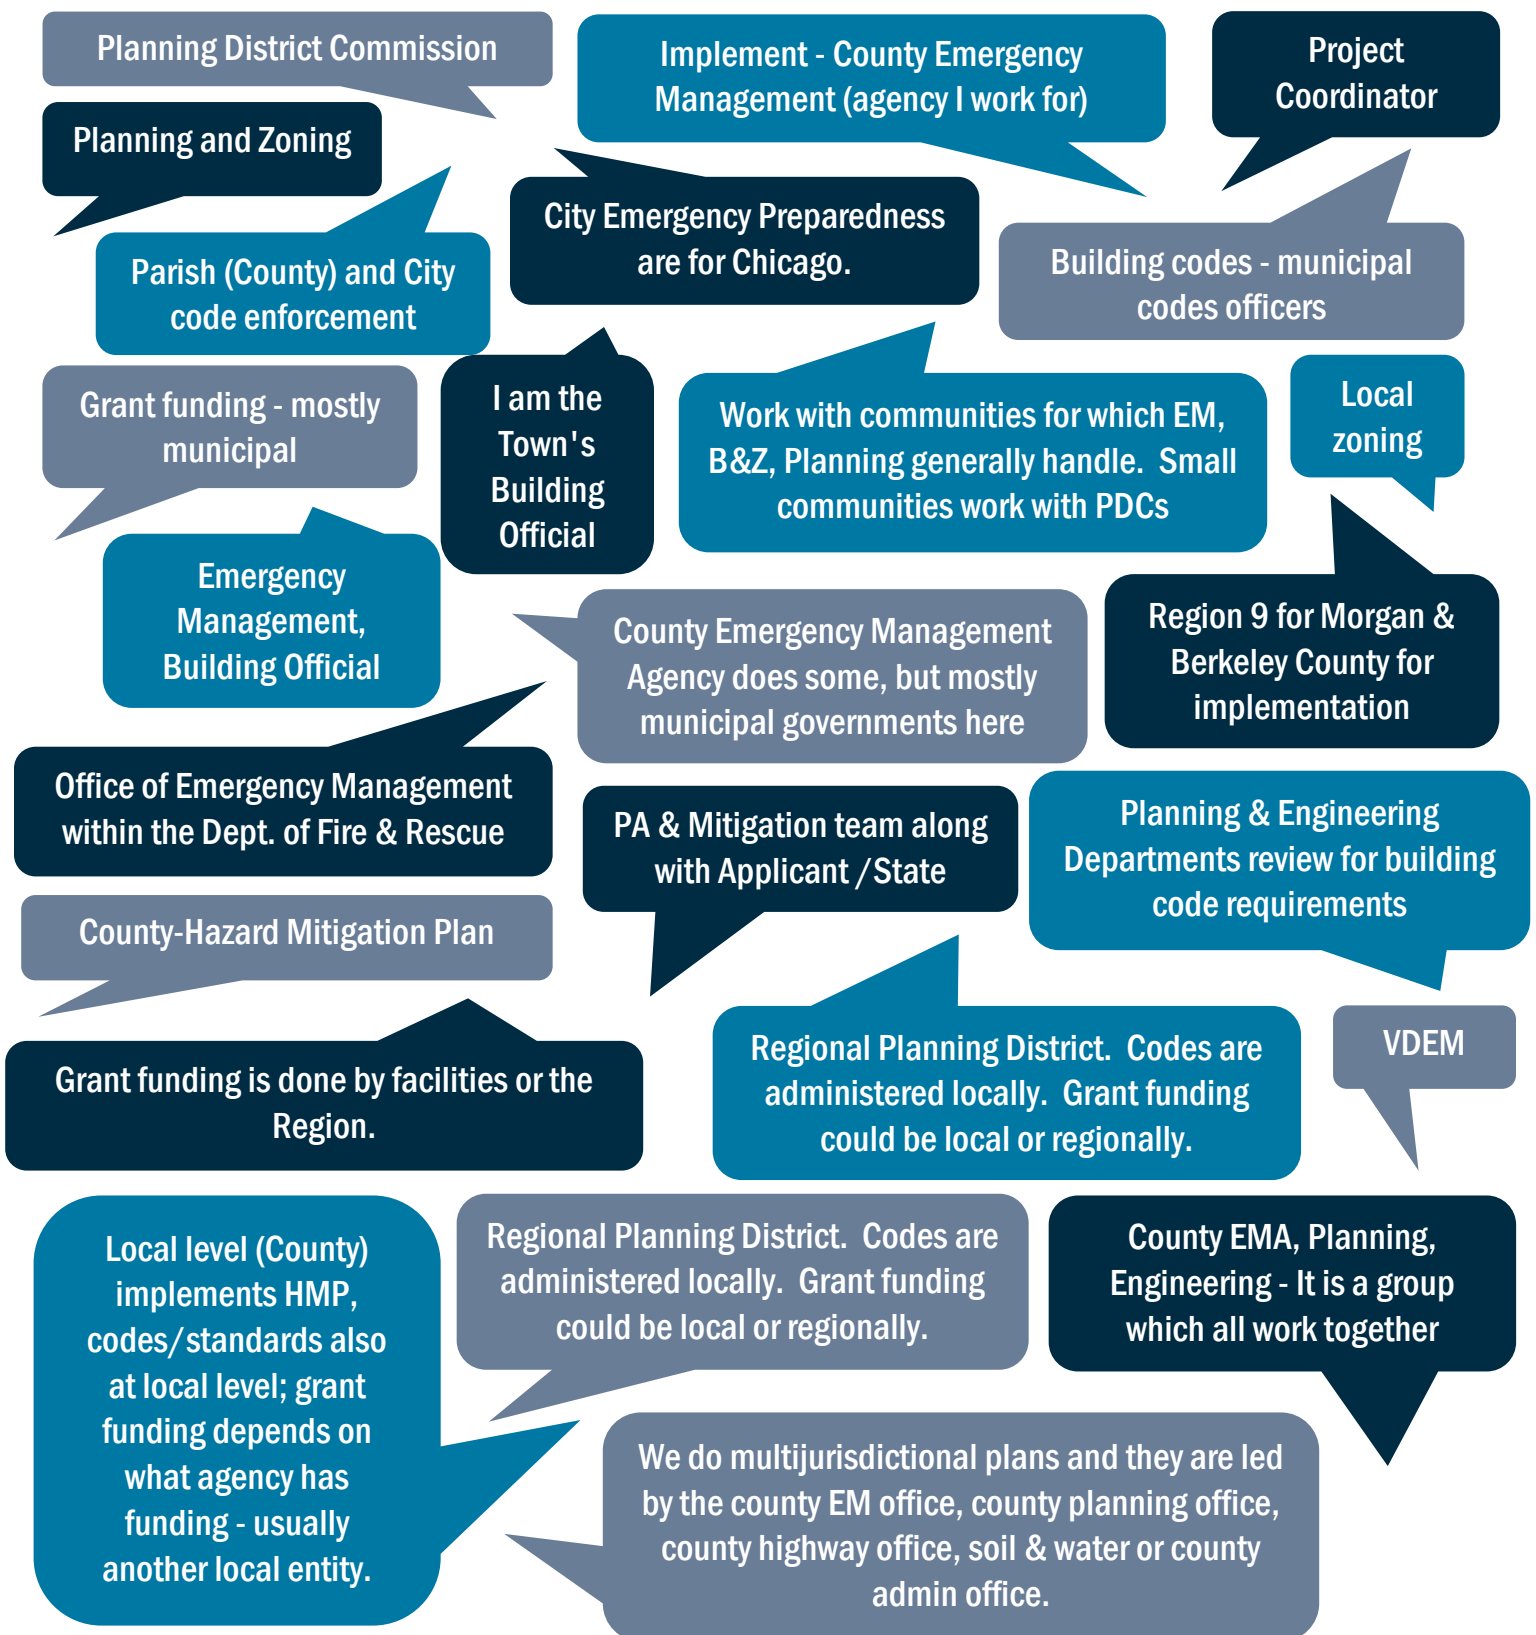 Planning District Commission
Implement - County Emergency
Management (agency I work for)
Project
Coordinator
Planning and Zoning
City Emergency Preparedness
are for Chicago.
Parish (County) and City
code enforcement
Building codes - municipal
codes officers
Grant funding - mostly
municipal
I am the
Town's
Building
Official
Work with communities for which EM,
B&Z, Planning generally handle. Small
communities work with PDCs
Local
zoning
Emergency
Management,
Building Official
County Emergency Management
Agency does some, but mostly
municipal governments here
Region 9 for Morgan &
Berkeley County for
implementation
Office of Emergency Management
within the Dept. of Fire & Rescue
PA & Mitigation team along
with Applicant /State
Planning & Engineering
Departments review for building
code requirements
County-Hazard Mitigation Plan
Grant funding is done by facilities or the
Region.
Regional Planning District. Codes are
administered locally. Grant funding
could be local or regionally.
VDEM
Local level (County)
implements HMP,
codes/standards also
at local level; grant
funding depends on
what agency has
funding - usually
another local entity.
Regional Planning District. Codes are
administered locally. Grant funding
could be local or regionally.
County EMA, Planning,
Engineering - It is a group
which all work together
We do multijurisdictional plans and they are led
by the county EM office, county planning office,
county highway office, soil & water or county
admin office.